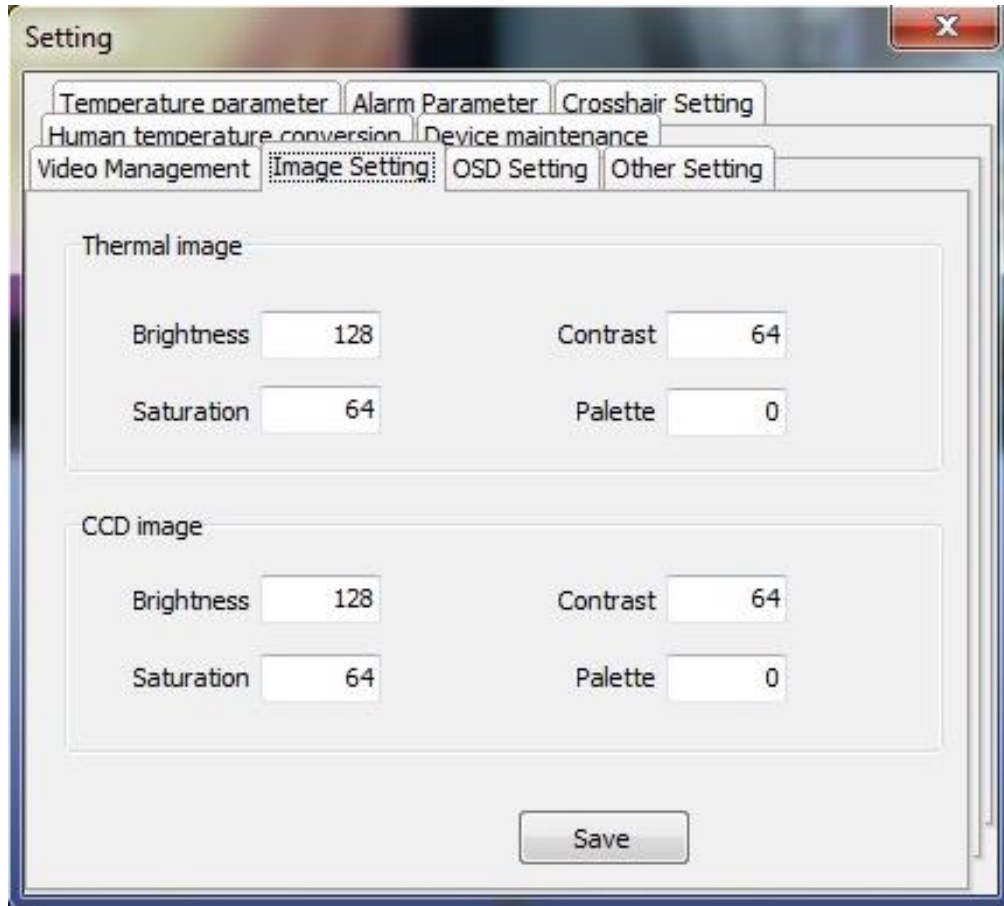 Setting
X
Temperature parameter Alarm Parameter Crosshair Setting
Human temperature conversion Device maintenance
Video Management Image Setting OSD Setting Other Setting
Thermal image
Brightness 128 Contrast 64
Saturation 64 Palette 0
CCD image
Brightness 128 Contrast 64
Saturation 64 Palette 0
Save